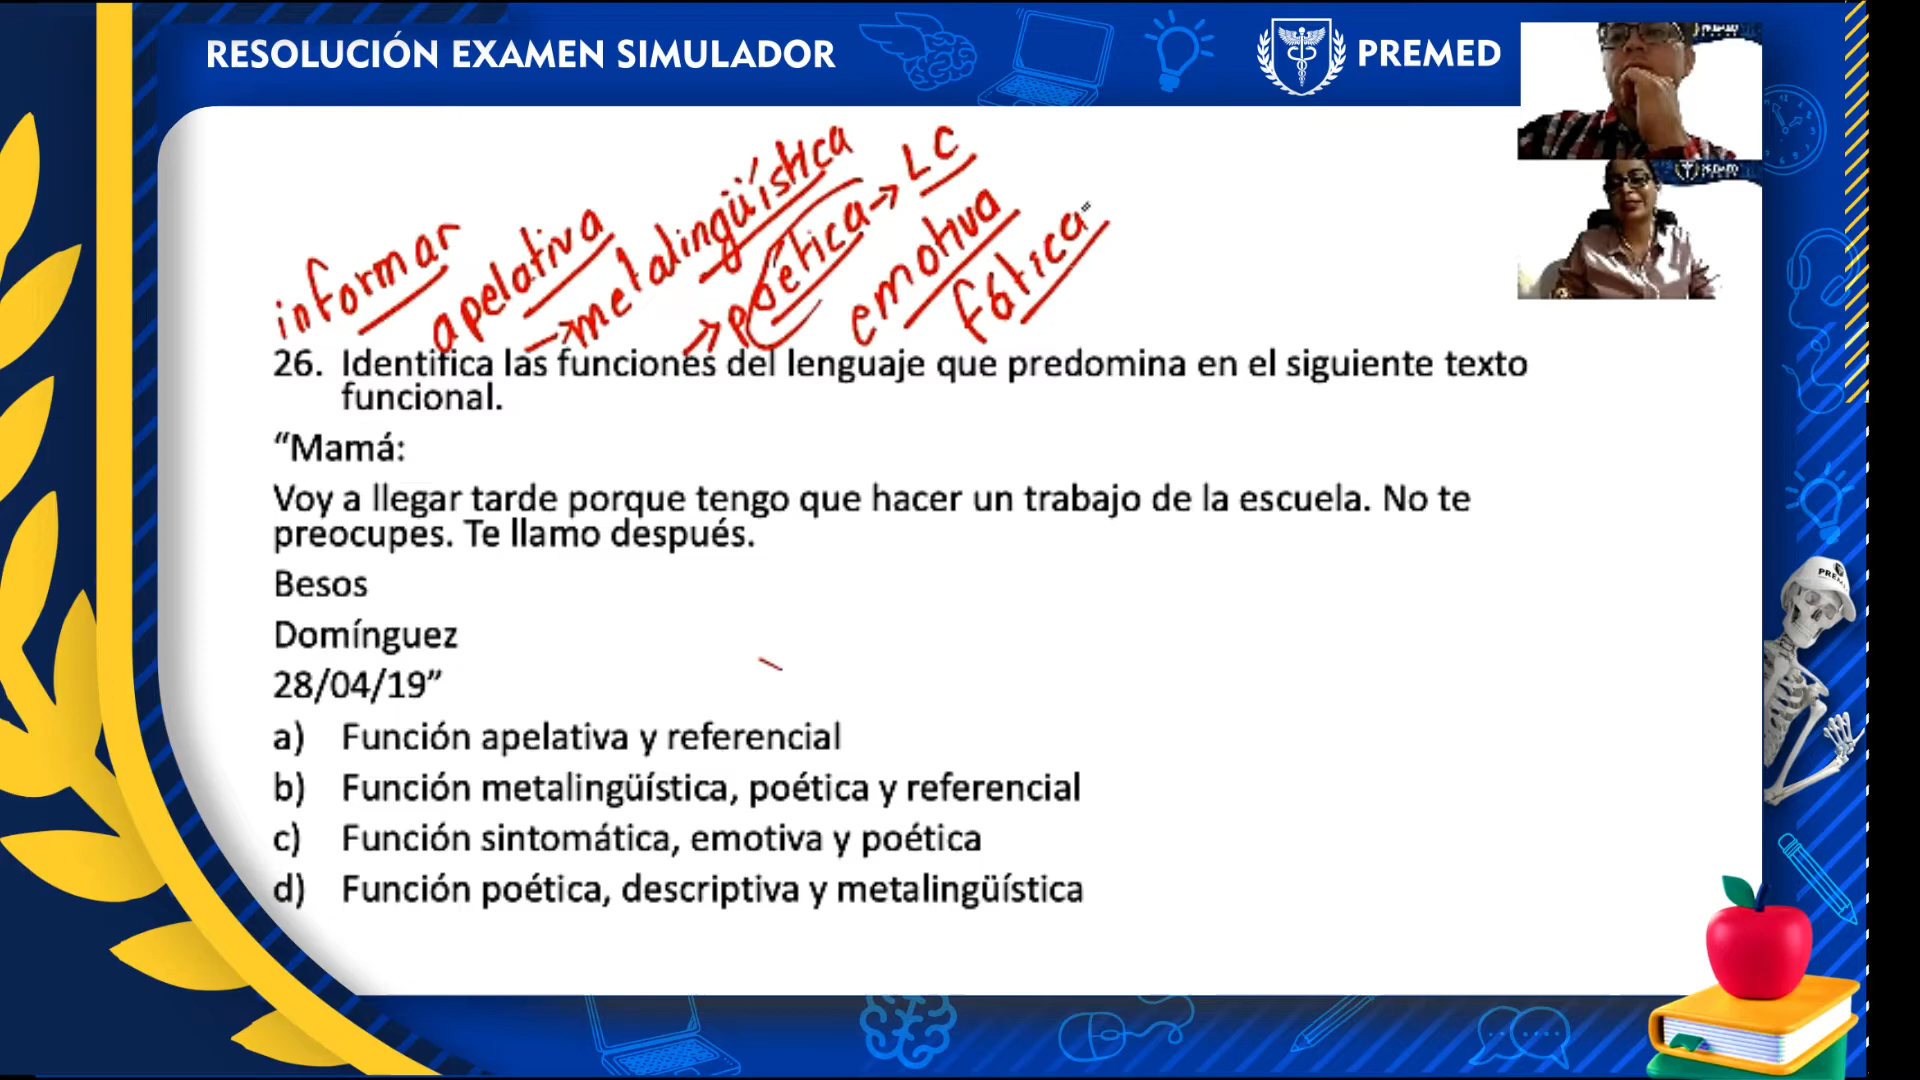 RESOLUCIÓN EXAMEN SIMULADOR
PREMED
informar
apelativa
→ metalingüística
→ poética → LC
emotiva
fática
26. Identifica las funciones del lenguaje que predomina en el siguiente texto
funcional.
“Mamá:
Voy a llegar tarde porque tengo que hacer un trabajo de la escuela. No te
preocupes. Te llamo después.
Besos
Domínguez
28/04/19”
a) Función apelativa y referencial
b) Función metalingüística, poética y referencial
c) Función sintomática, emotiva y poética
d) Función poética, descriptiva y metalingüística